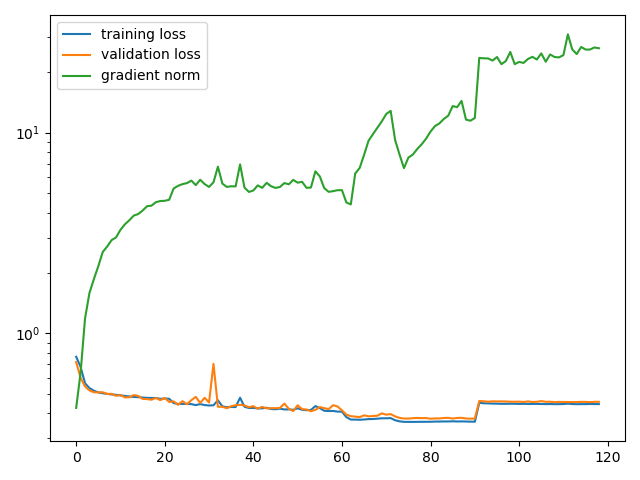 training loss
validation loss
gradient norm
10¹
10⁰
0 20 40 60 80 100 120